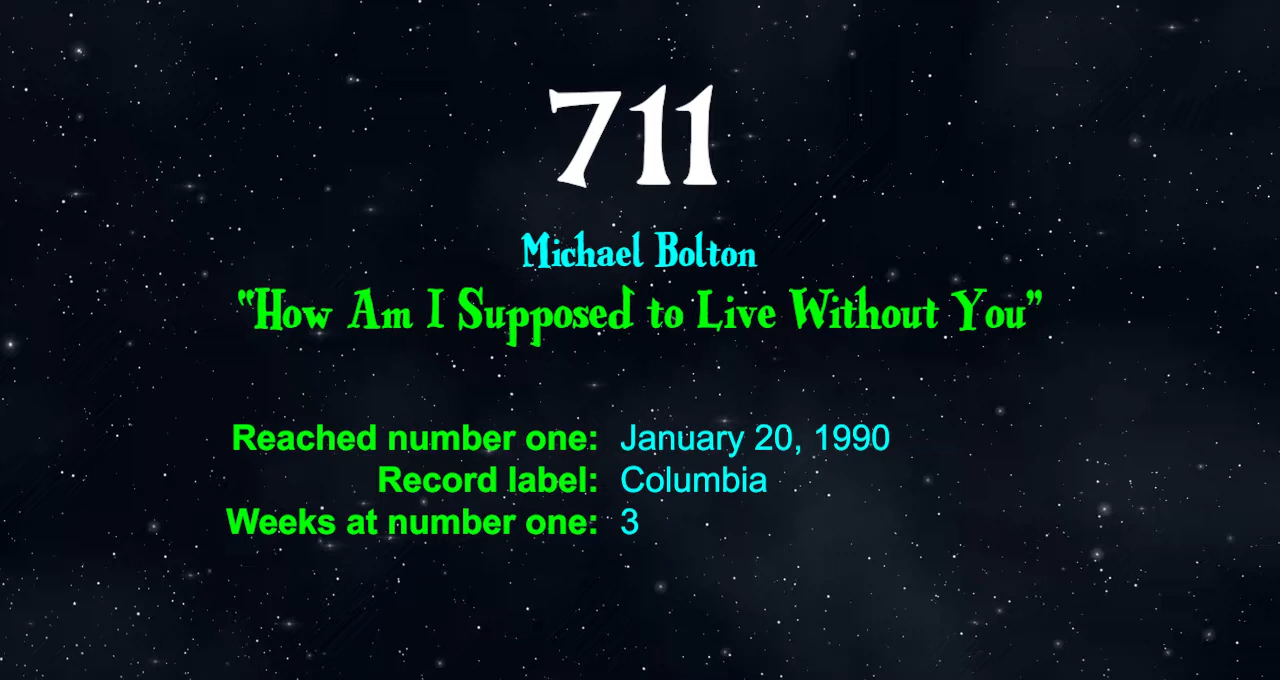 711
Michael Bolton
“How Am I Supposed to Live Without You”
Reached number one: January 20, 1990
Record label: Columbia
Weeks at number one: 3